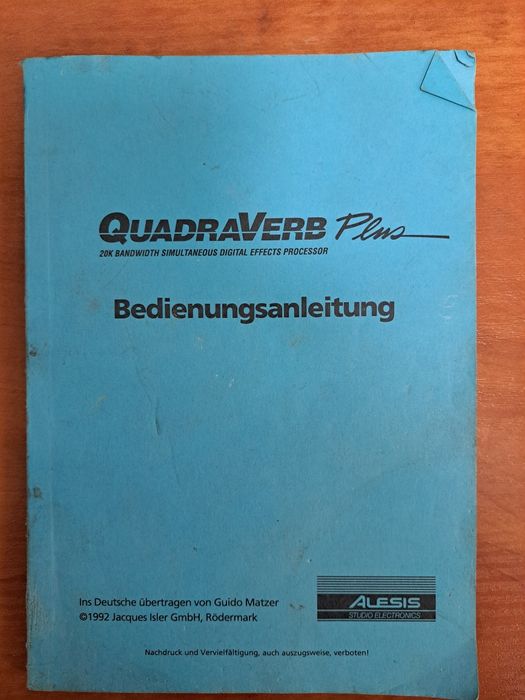 QUADRAVERB Plus
20K BANDWIDTH SIMULTANEOUS DIGITAL EFFECTS PROCESSOR
Bedienungsanleitung
Ins Deutsche übertragen von Guido Matzer
©1992 Jacques Isler GmbH, Rödermark
ALESIS
STUDIO ELECTRONICS
Nachdruck und Vervielfältigung, auch auszugsweise, verboten!